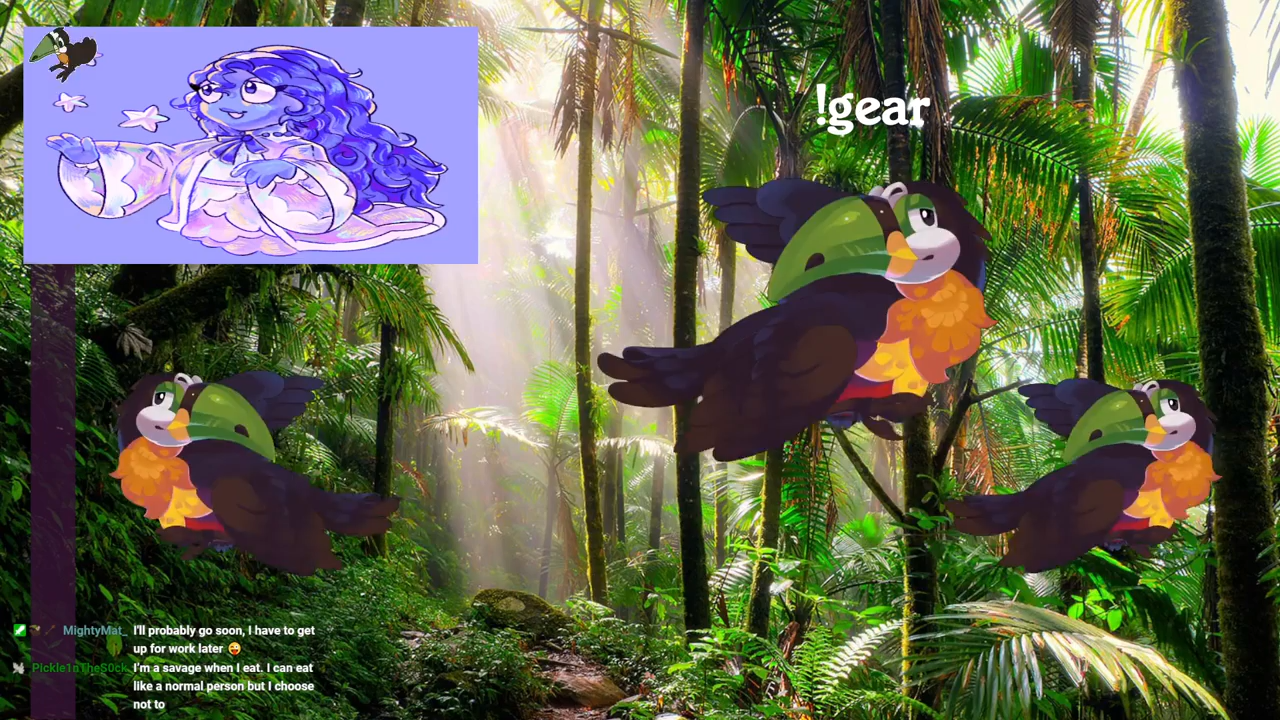 !gear
MightyMat_ I'll probably go soon, I have to get
up for work later 😜
Pickle1nTheS0ck_ I'm a savage when I eat. I can eat
like a normal person but I choose
not to